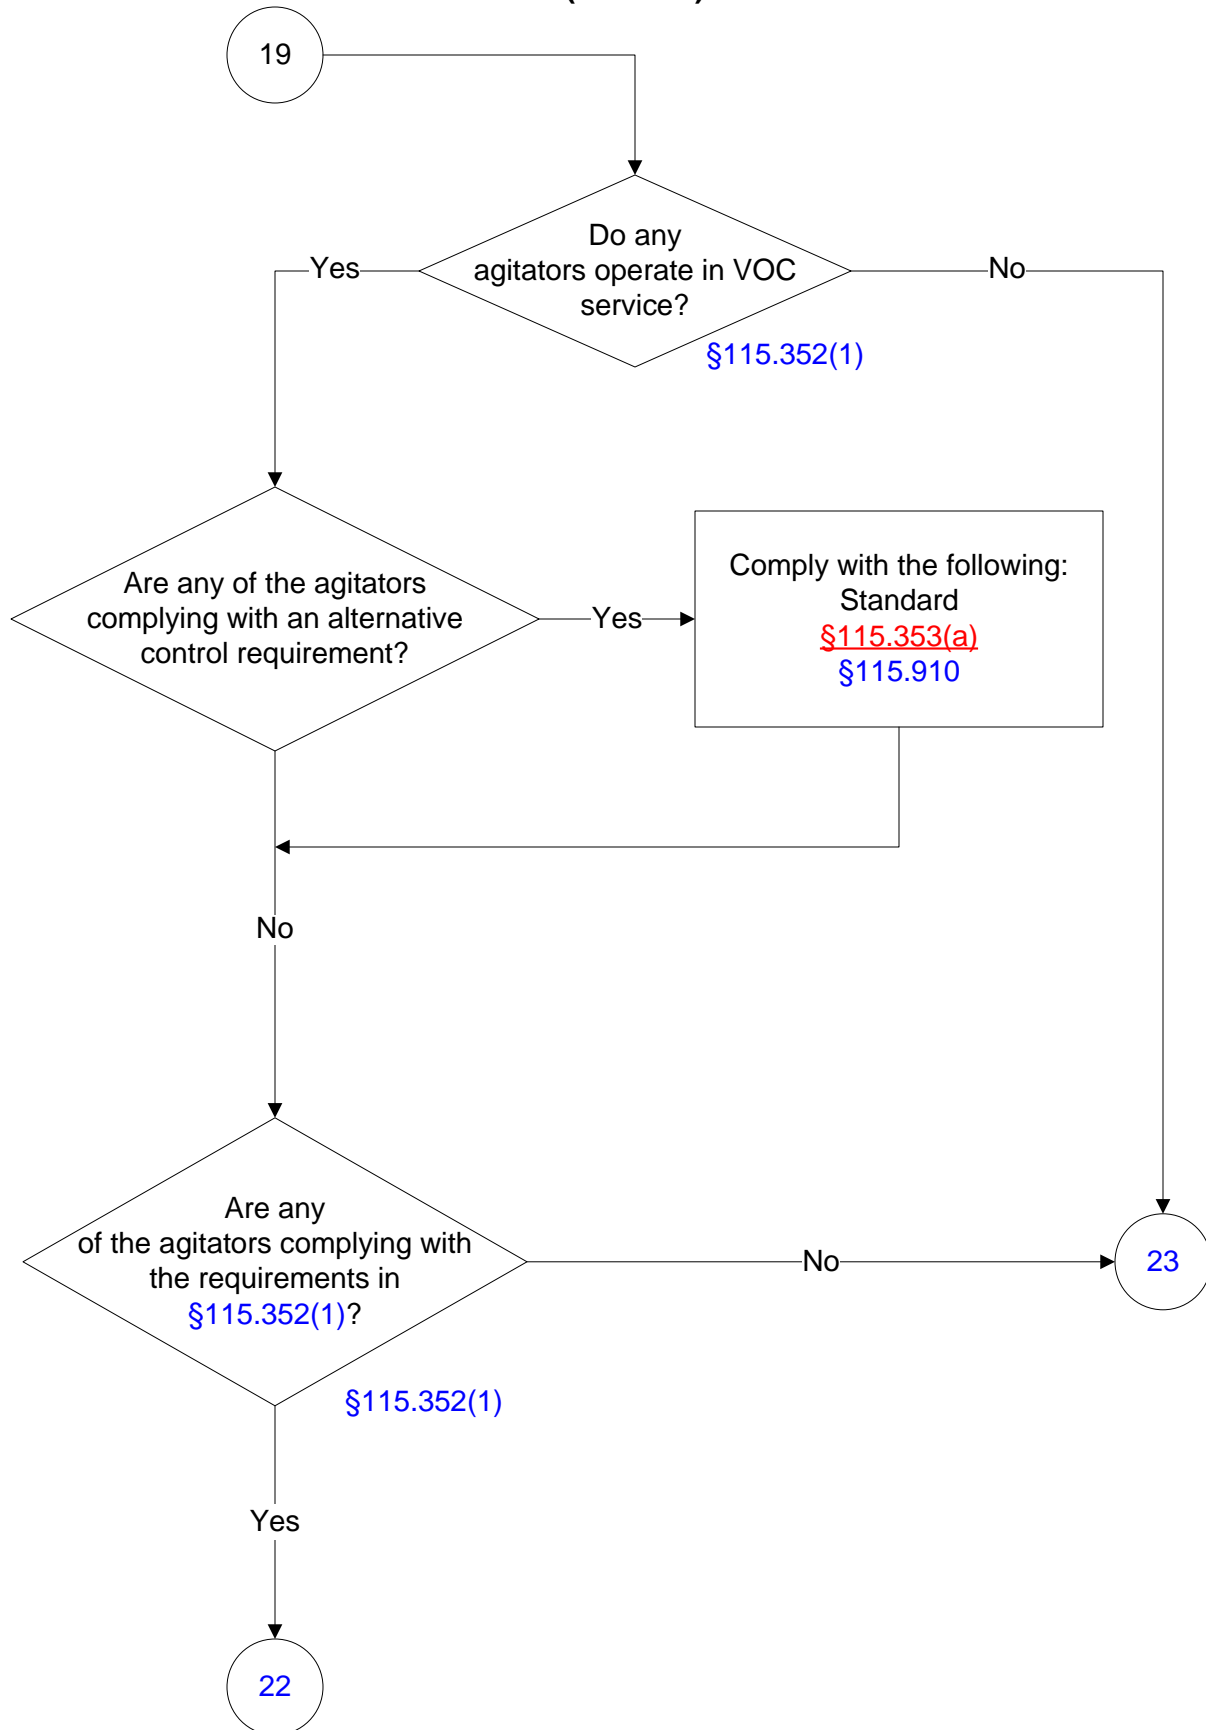 19
Do any
agitators operate in VOC
service?
Yes
No
§115.352(1)
Are any of the agitators
complying with an alternative
control requirement?
Yes
Comply with the following:
Standard
§115.353(a)
§115.910
No
Are any
of the agitators complying with
the requirements in
§115.352(1)?
No
23
§115.352(1)
Yes
22